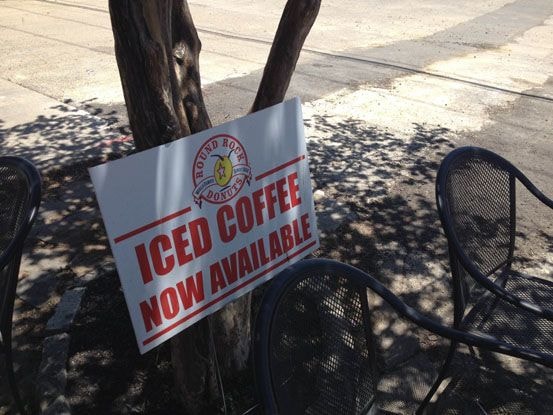 ROUND ROCK
DONUTS
ICED COFFEE
NOW AVAILABLE